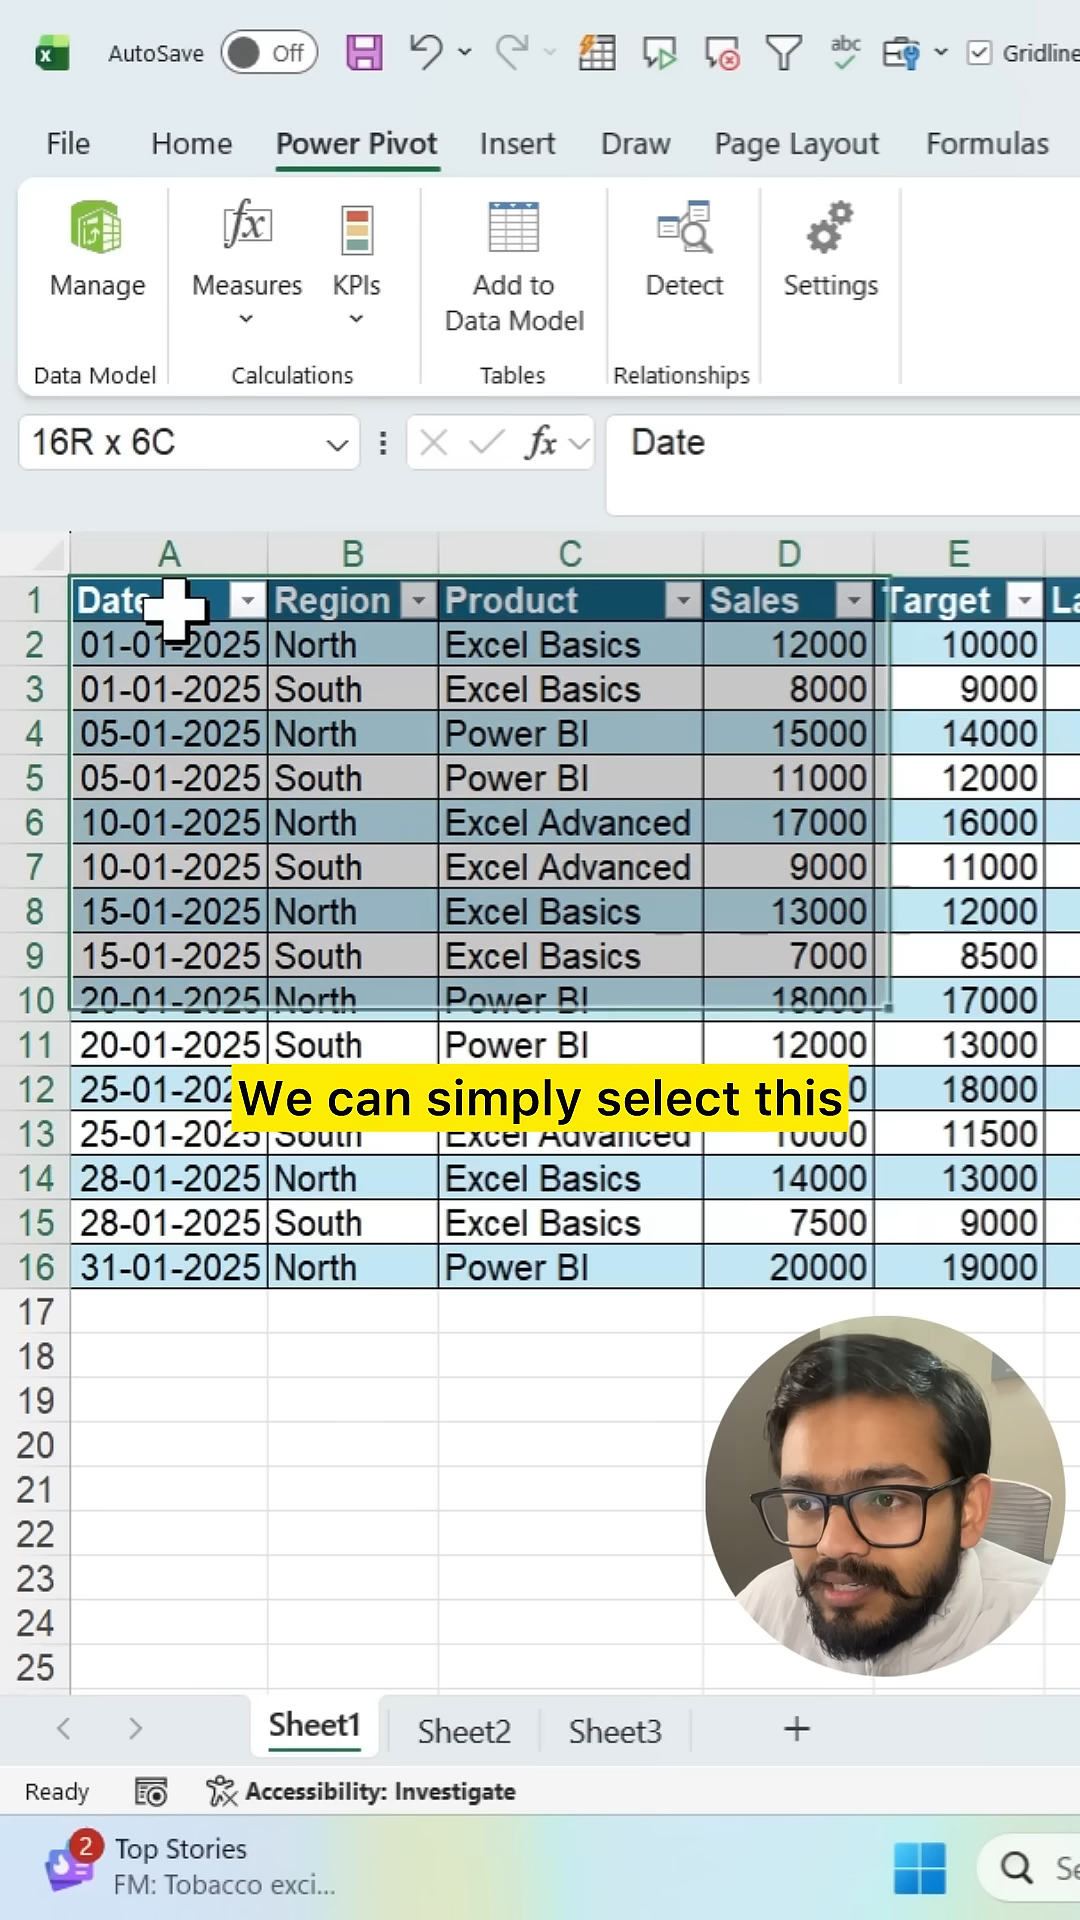 AutoSave Off abc Gridline
File Home Power Pivot Insert Draw Page Layout Formulas
Manage Measures KPIs Add to Data Model Detect Settings
Data Model Calculations Tables Relationships
16R x 6C fx Date
A B C D E
1 Date Region Product Sales Target La
2 01-01-2025 North Excel Basics 12000 10000
3 01-01-2025 South Excel Basics 8000 9000
4 05-01-2025 North Power BI 15000 14000
5 05-01-2025 South Power BI 11000 12000
6 10-01-2025 North Excel Advanced 17000 16000
7 10-01-2025 South Excel Advanced 9000 11000
8 15-01-2025 North Excel Basics 13000 12000
9 15-01-2025 South Excel Basics 7000 8500
10 20-01-2025 North Power BI 18000 17000
11 20-01-2025 South Power BI 12000 13000
12 25-01-202 0 18000
We can simply select this
13 25-01-2025 South Excel Advanced 10000 11500
14 28-01-2025 North Excel Basics 14000 13000
15 28-01-2025 South Excel Basics 7500 9000
16 31-01-2025 North Power BI 20000 19000
17
18
19
20
21
22
23
24
25
Sheet1 Sheet2 Sheet3 +
Ready Accessibility: Investigate
2 Top Stories
FM: Tobacco exci... Se